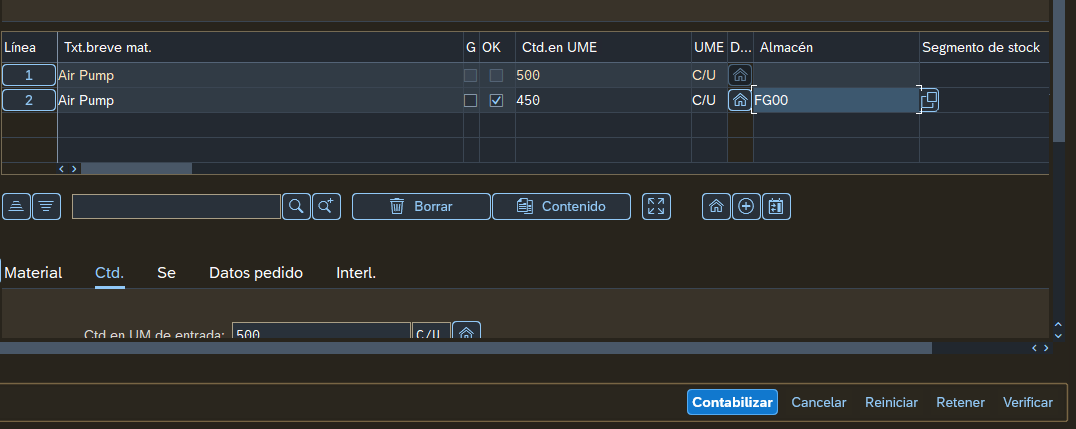 Línea Txt.breve mat. G OK Ctd.en UME UME D... Almacén Segmento de stock
1 Air Pump 500 C/U
2 Air Pump 450 C/U FG00
Borrar Contenido
Material Ctd. Se Datos pedido Interl.
Ctd.en UM de entrada: 500 C/U
Contabilizar Cancelar Reiniciar Retener Verificar